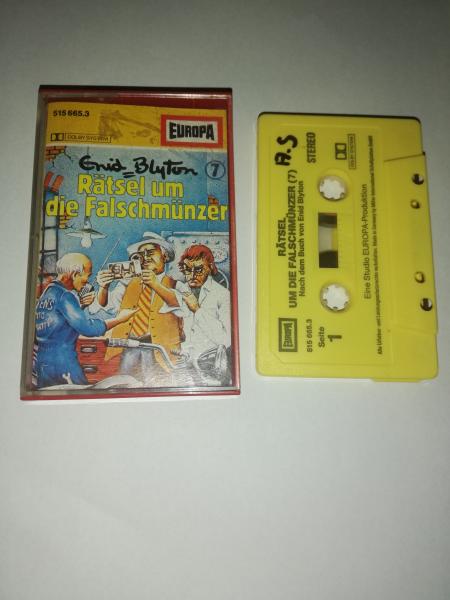 515 665.3
DOLBY SYSTEM
EUROPA
Enid Blyton
7
Rätsel um
die Falschmünzer
A.S
STEREO
RÄTSEL
UM DIE FALSCHMÜNZER (7)
Nach dem Buch von Enid Blyton
EUROPA
515 665.3
Seite
1
Eine Studio EUROPA-Produktion